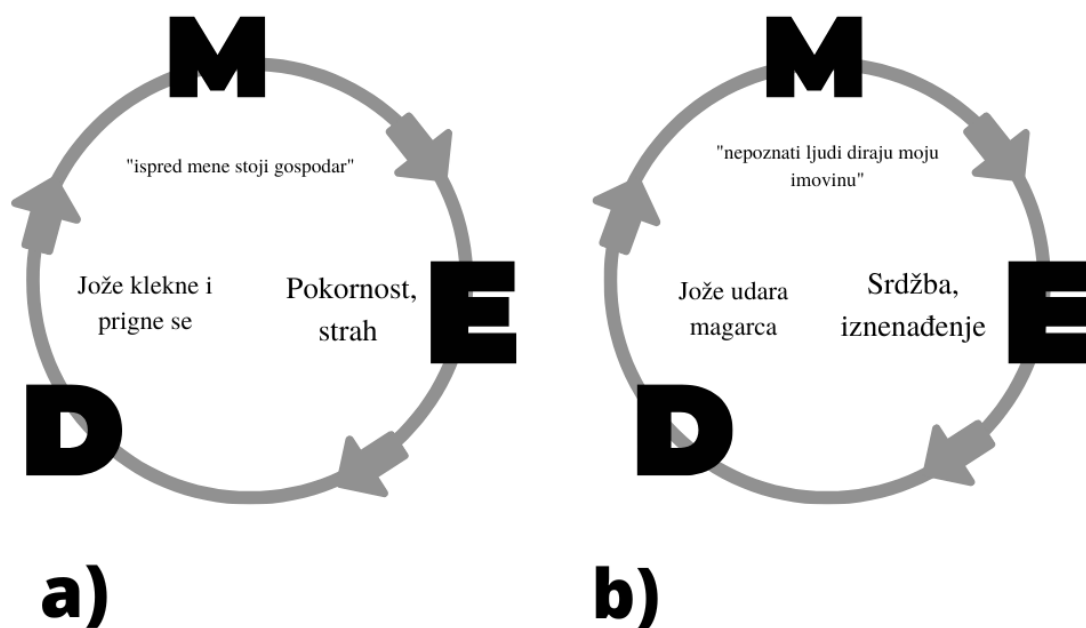 M
"ispred mene stoji gospodar"
Jože klekne i
prigne se
Pokornost,
strah
E
D
a)
M
"nepoznati ljudi diraju moju
imovinu"
Jože udara
magarca
Srdžba,
iznenađenje
E
D
b)